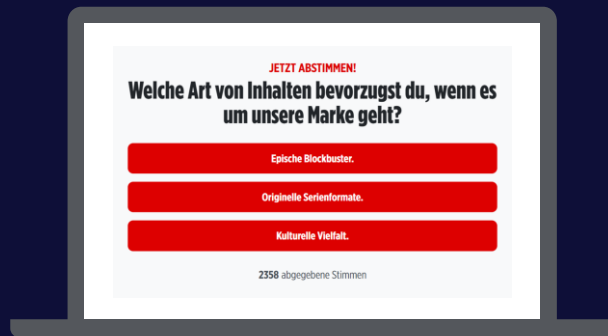 JETZT ABSTIMMEN!
Welche Art von Inhalten bevorzugst du, wenn es
um unsere Marke geht?
Epische Blockbuster.
Originelle Serienformate.
Kulturelle Vielfalt.
2358 abgegebene Stimmen